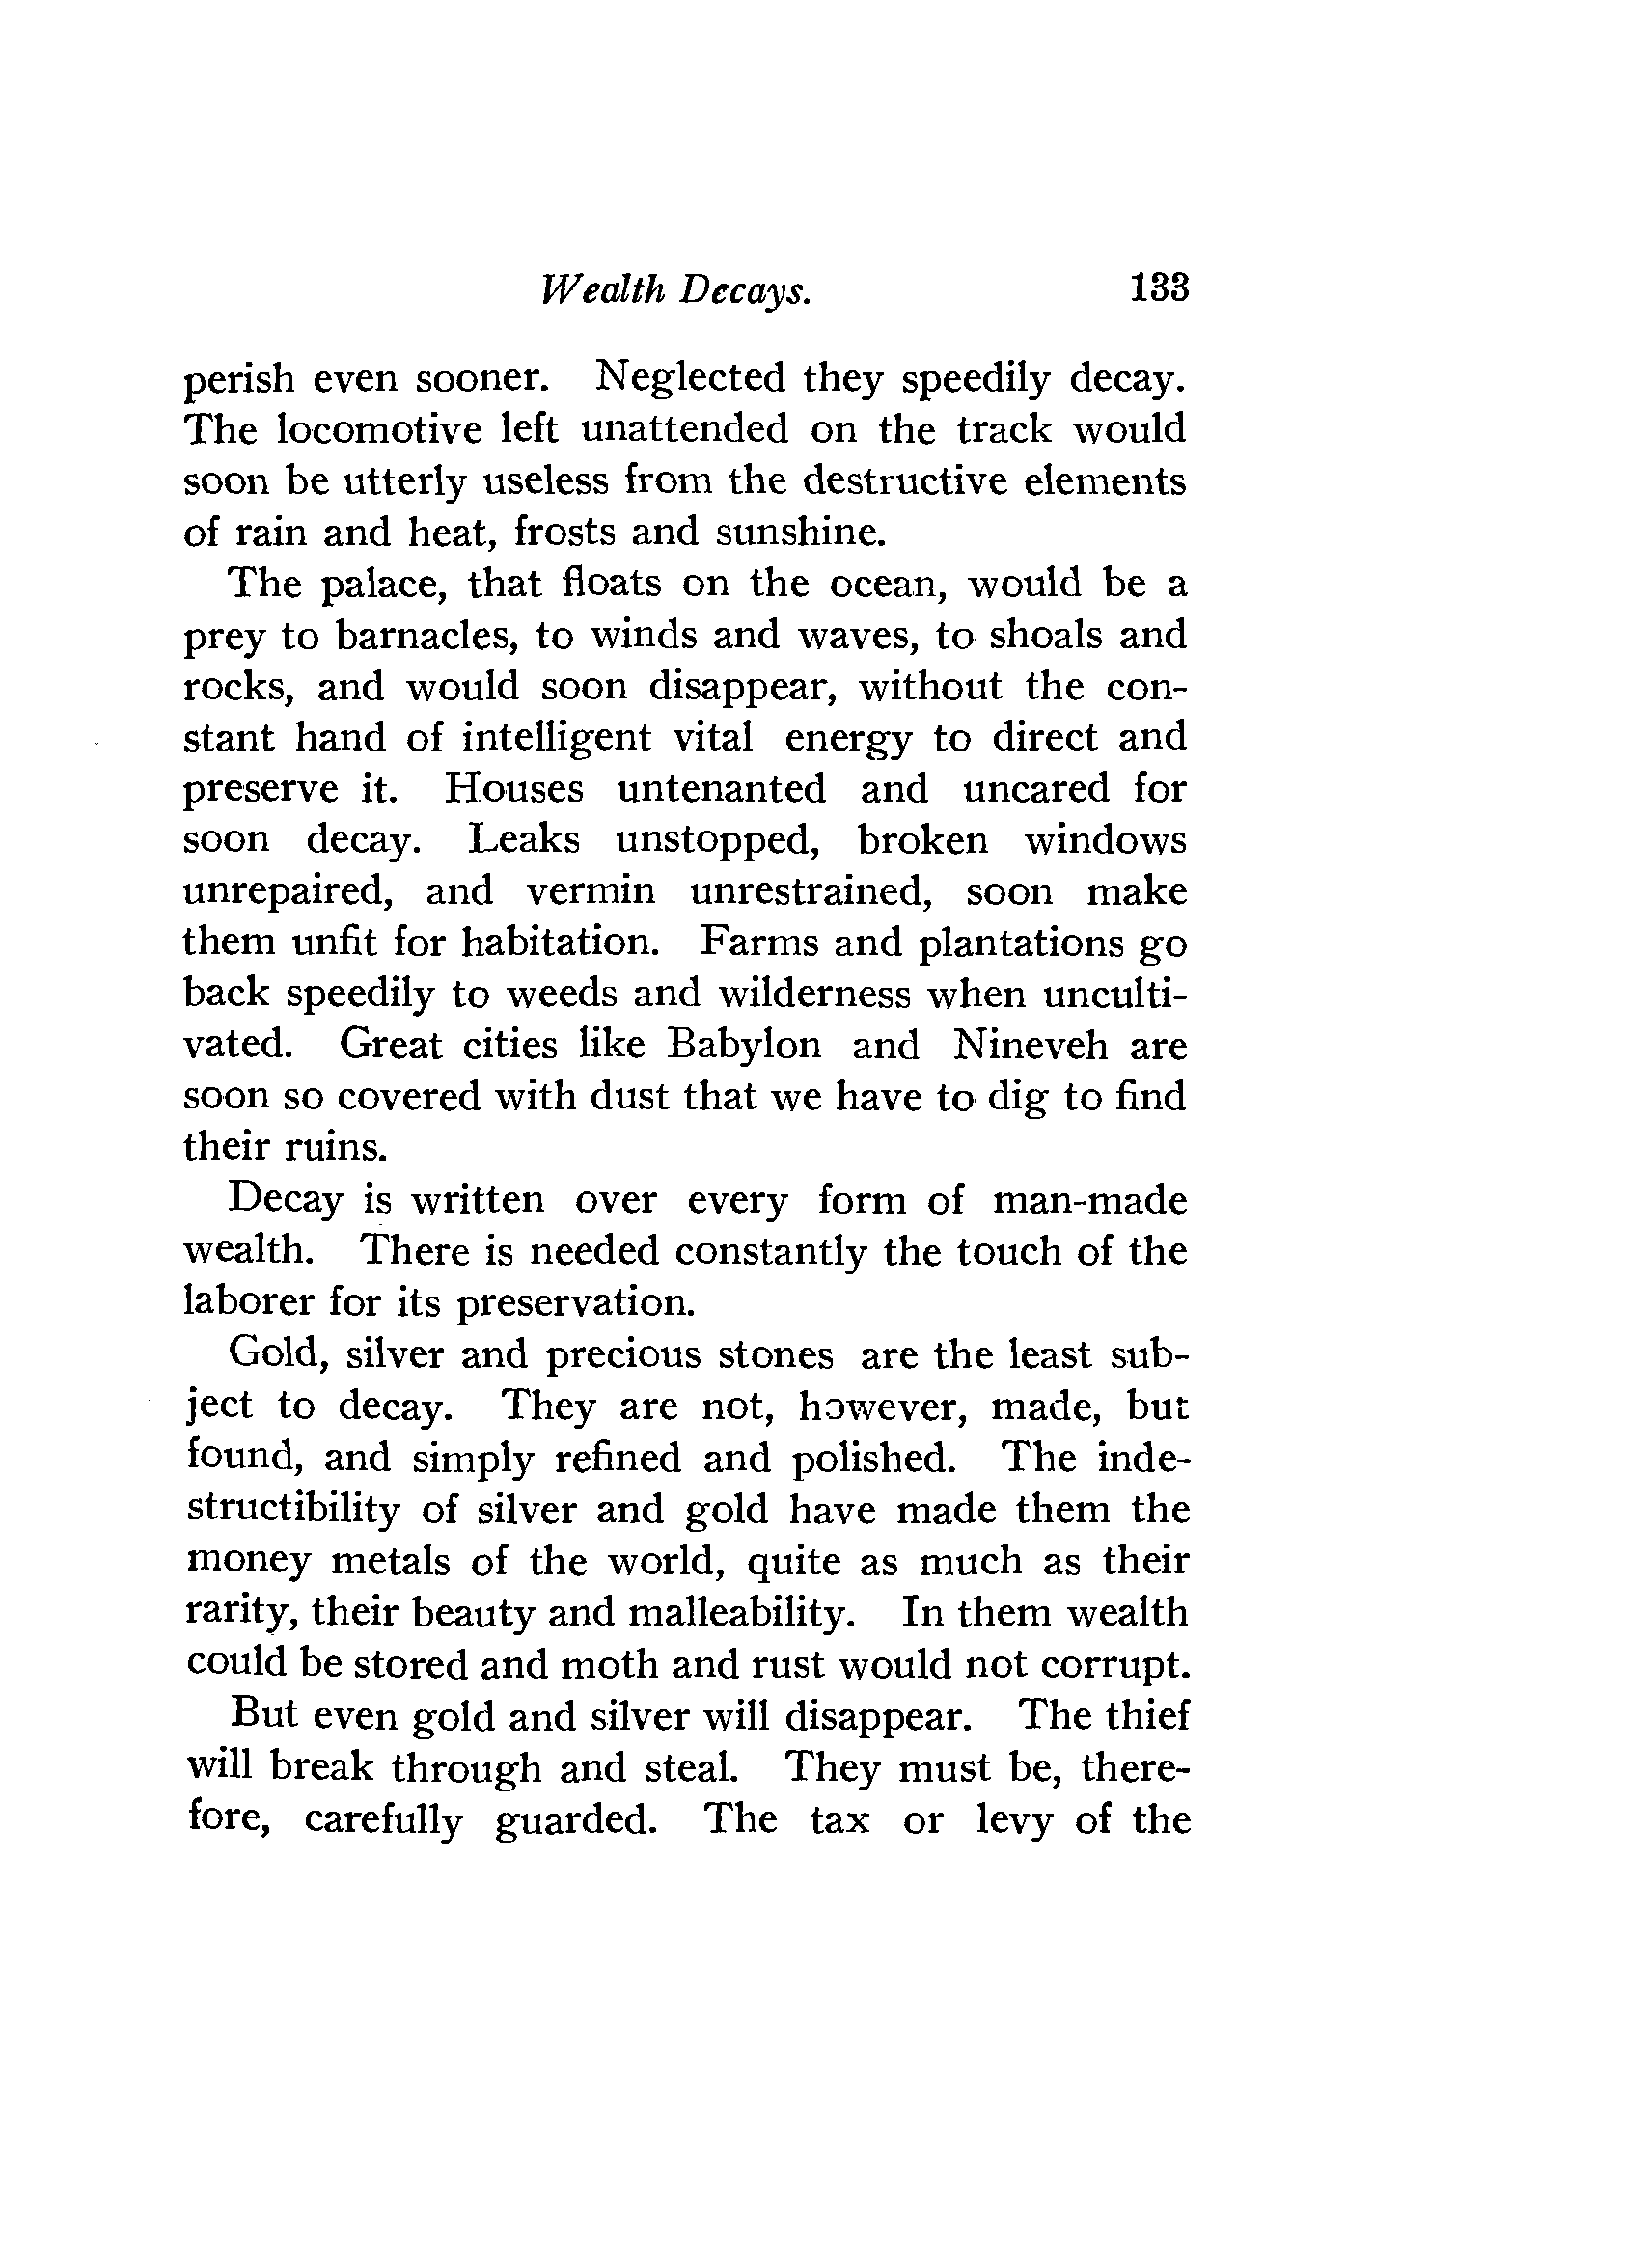 Wealth Decays. 133
perish even sooner. Neglected they speedily decay.
The locomotive left unattended on the track would
soon be utterly useless from the destructive elements
of rain and heat, frosts and sunshine.
The palace, that floats on the ocean, would be a
prey to barnacles, to winds and waves, to shoals and
rocks, and would soon disappear, without the con-
stant hand of intelligent vital energy to direct and
preserve it. Houses untenanted and uncared for
soon decay. Leaks unstopped, broken windows
unrepaired, and vermin unrestrained, soon make
them unfit for habitation. Farms and plantations go
back speedily to weeds and wilderness when unculti-
vated. Great cities like Babylon and Nineveh are
soon so covered with dust that we have to dig to find
their ruins.
Decay is written over every form of man-made
wealth. There is needed constantly the touch of the
laborer for its preservation.
Gold, silver and precious stones are the least sub-
ject to decay. They are not, however, made, but
found, and simply refined and polished. The inde-
structibility of silver and gold have made them the
money metals of the world, quite as much as their
rarity, their beauty and malleability. In them wealth
could be stored and moth and rust would not corrupt.
But even gold and silver will disappear. The thief
will break through and steal. They must be, there-
fore, carefully guarded. The tax or levy of the